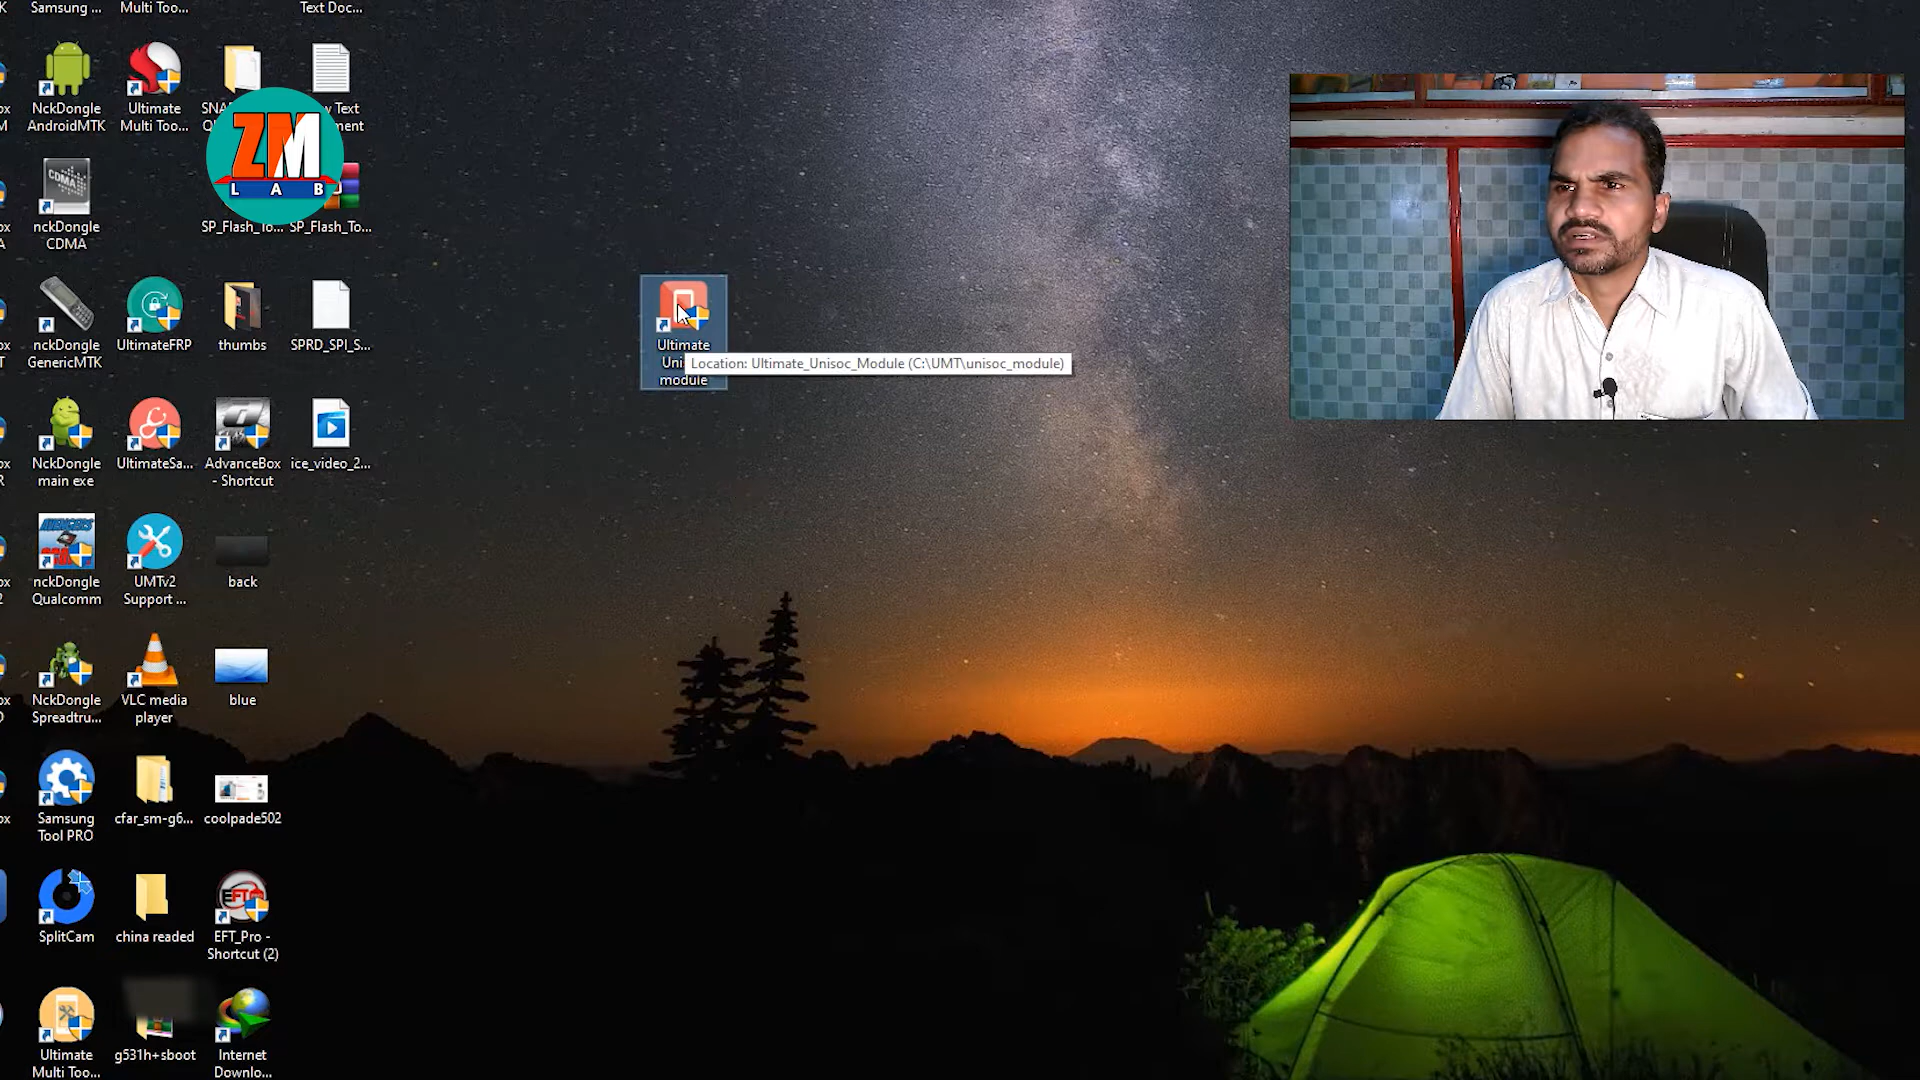 Samsung ...
Multi Too...
Text Doc...
NckDongle
AndroidMTK
Ultimate
Multi Too...
ZM
LAB
CDMA
nckDongle
CDMA
SP_Flash_To...
SP_Flash_To...
nckDongle
GenericMTK
UltimateFRP
thumbs
SPRD_SPI_S...
Ultimate
module
Location: Ultimate_Unisoc_Module (C:\UMT\unisoc_module)
NckDongle
main exe
UltimateSa...
AdvanceBox
- Shortcut
ice_video_2...
nckDongle
Qualcomm
UMTv2
Support ...
back
NckDongle
Spreadtru...
VLC media
player
blue
Samsung
Tool PRO
cfar_sm-g6...
coolpade502
SplitCam
china readed
EFT
EFT_Pro -
Shortcut (2)
Ultimate
Multi Too...
g531h+sboot
Internet
Downlo...